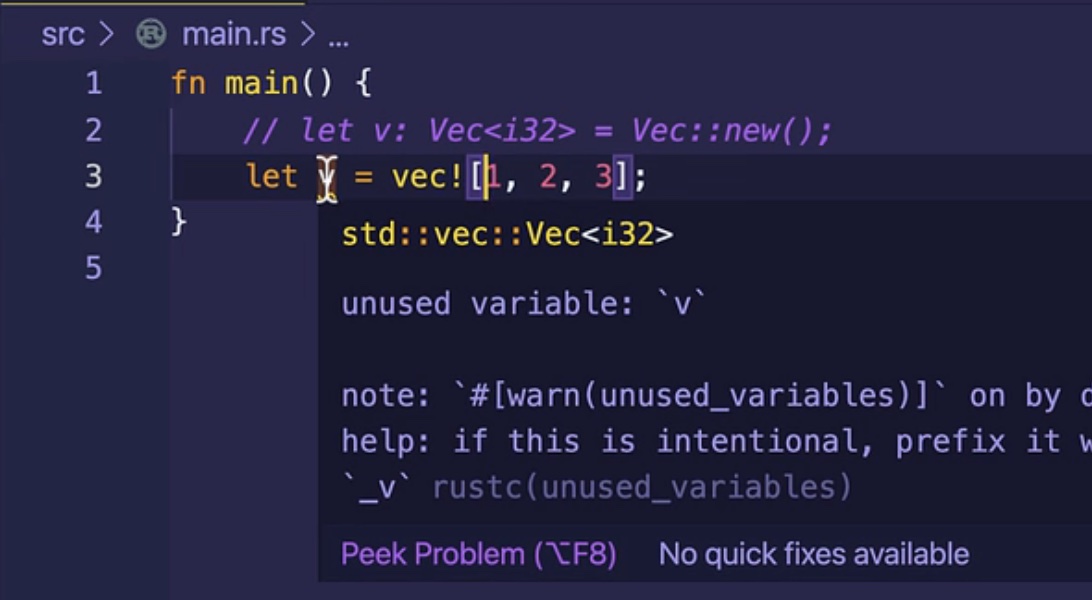 src > main.rs > ...
1 fn main() {
2 // let v: Vec<i32> = Vec::new();
3 let v = vec![1, 2, 3];
4 }
5
std::vec::Vec<i32>
unused variable: `v`
note: `#[warn(unused_variables)]` on by
help: if this is intentional, prefix it
`_v` rustc(unused_variables)
Peek Problem (⌥F8) No quick fixes available